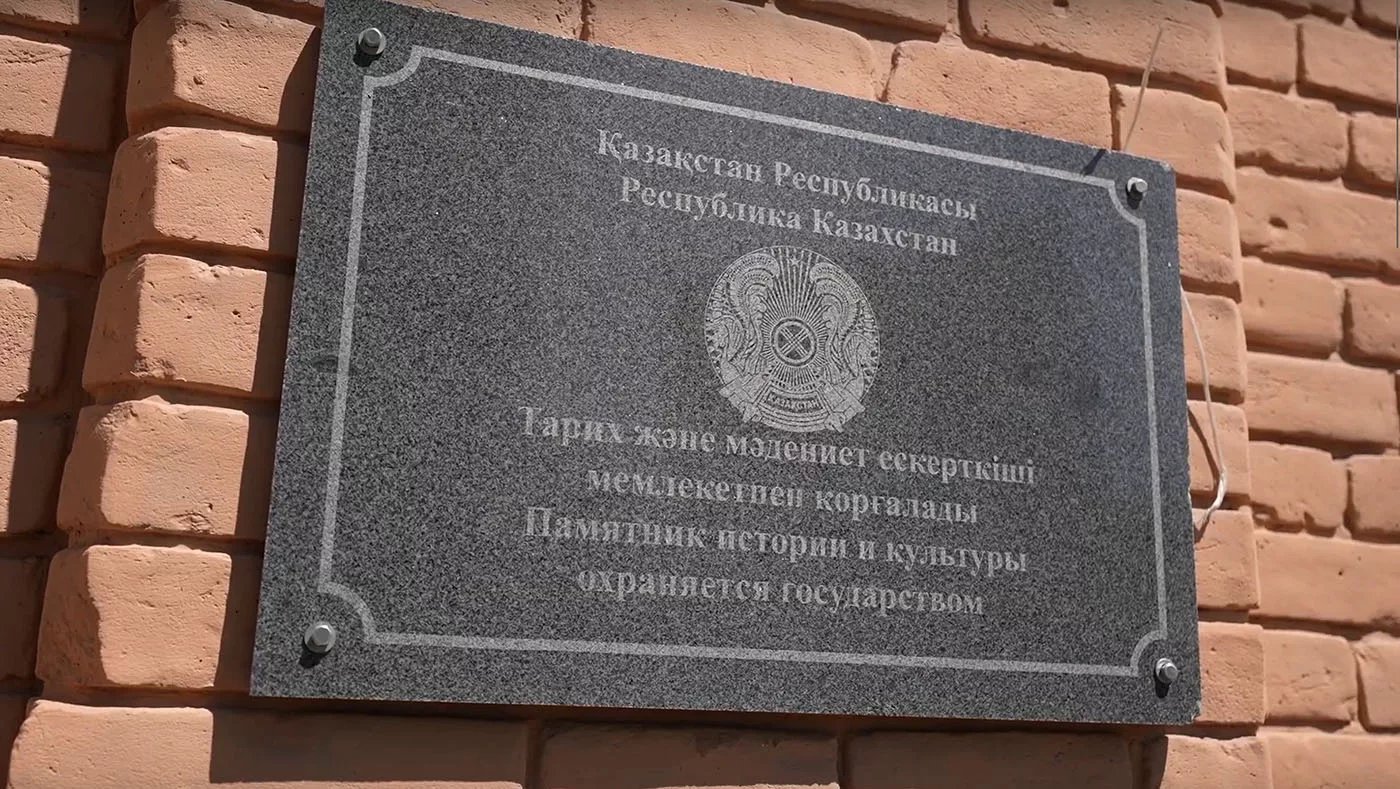 Қазақстан Республикасы
Республика Казахстан
ҚАЗАҚСТАН
Тарих және мәдениет ескерткіші
мемлекетпен қорғалады
Памятник истории и культуры
охраняется государством